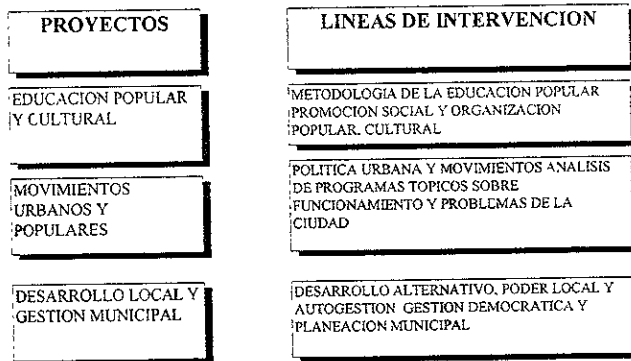 PROYECTOS
LINEAS DE INTERVENCION
EDUCACION POPULAR
Y CULTURAL
METODOLOGIA DE LA EDUCACION POPULAR
PROMOCION SOCIAL Y ORGANIZACION
POPULAR. CULTURAL
MOVIMIENTOS
URBANOS Y
POPULARES
POLITICA URBANA Y MOVIMIENTOS ANALISIS
DE PROGRAMAS TOPICOS SOBRE
FUNCIONAMIENTO Y PROBLEMAS DE LA
CIUDAD
DESARROLLO LOCAL Y
GESTION MUNICIPAL
DESARROLLO ALTERNATIVO, PODER LOCAL Y
AUTOGESTION GESTION DEMOCRATICA Y
PLANEACION MUNICIPAL